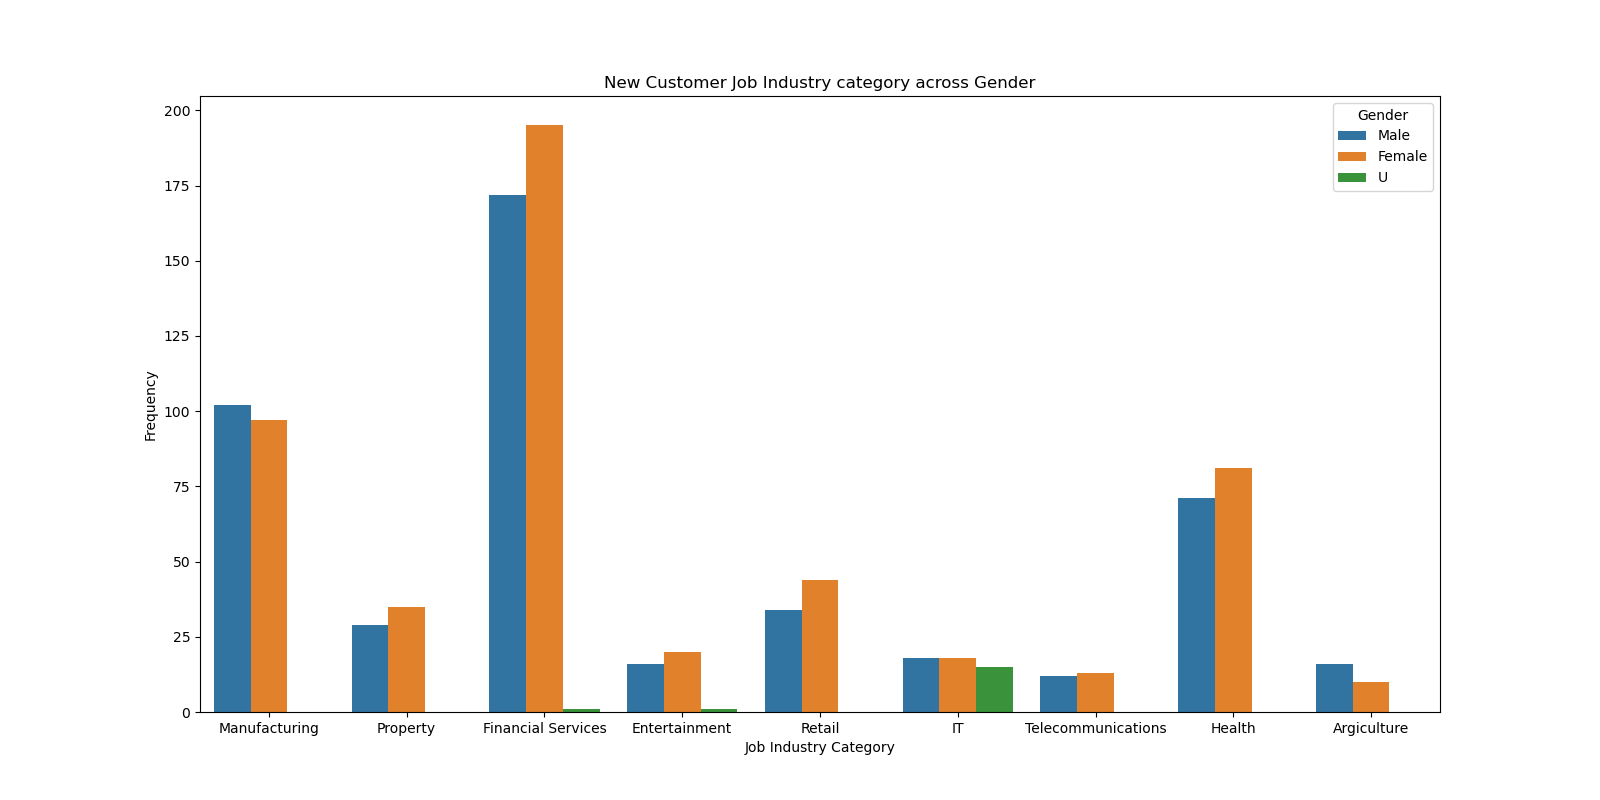 New Customer Job Industry category across Gender
Gender
Male
Female
U
Frequency
200
175
150
125
100
75
50
25
0
Manufacturing Property Financial Services Entertainment Retail IT Telecommunications Health Argiculture
Job Industry Category